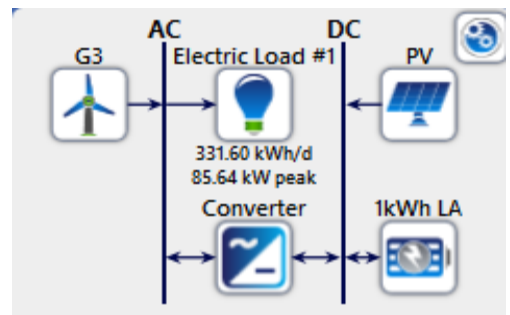 AC DC
G3 Electric Load #1 PV
331.60 kWh/d
85.64 kW peak
Converter 1kWh LA